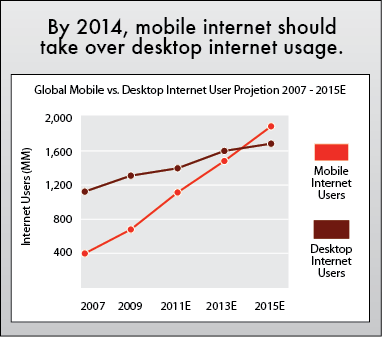 By 2014, mobile internet should
take over desktop internet usage.
Global Mobile vs. Desktop Internet User Projetion 2007 - 2015E
Internet Users (MM)
2,000
1,600
1,200
800
400
2007 2009 2011E 2013E 2015E
Mobile
Internet
Users
Desktop
Internet
Users